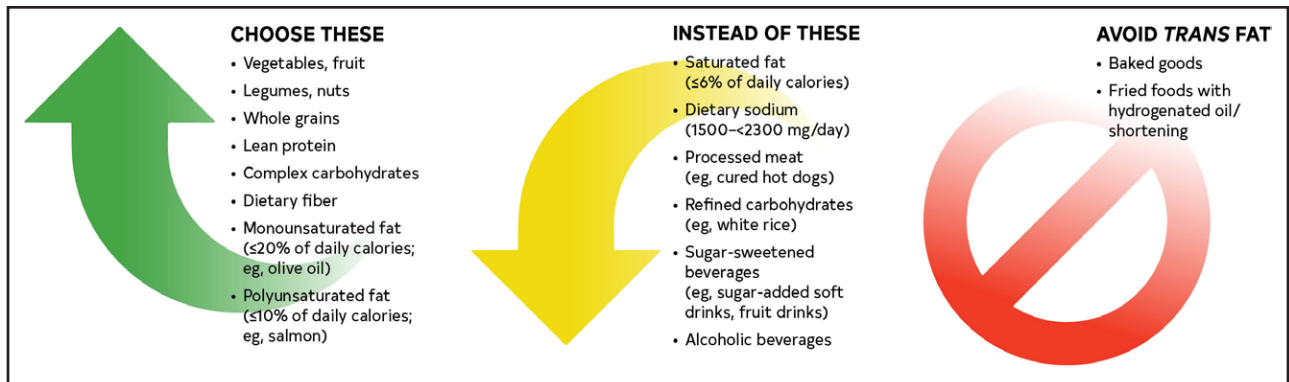 CHOOSE THESE
• Vegetables, fruit
• Legumes, nuts
• Whole grains
• Lean protein
• Complex carbohydrates
• Dietary fiber
• Monounsaturated fat
(≤20% of daily calories;
eg, olive oil)
• Polyunsaturated fat
(≤10% of daily calories;
eg, salmon)
INSTEAD OF THESE
• Saturated fat
(≤6% of daily calories)
• Dietary sodium
(1500–<2300 mg/day)
• Processed meat
(eg, cured hot dogs)
• Refined carbohydrates
(eg, white rice)
• Sugar-sweetened
beverages
(eg, sugar-added soft
drinks, fruit drinks)
• Alcoholic beverages
AVOID TRANS FAT
• Baked goods
• Fried foods with
hydrogenated oil/
shortening